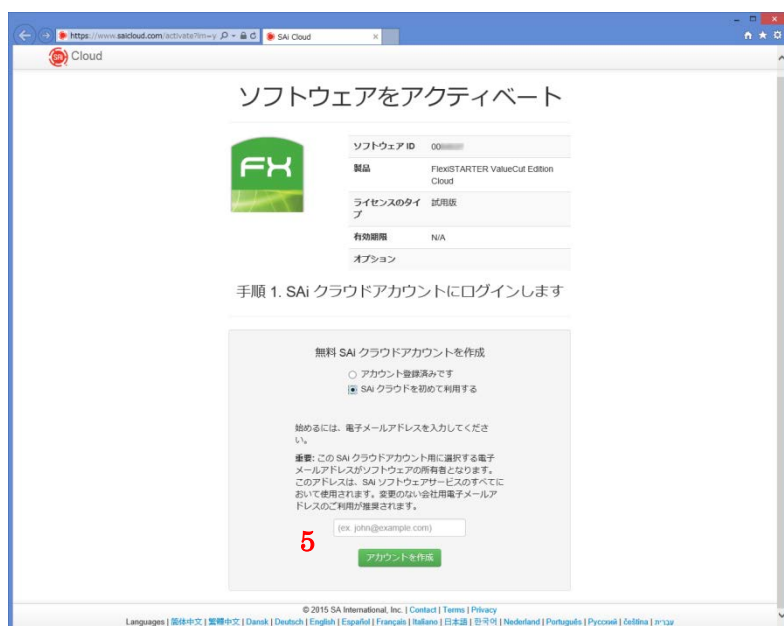 https://www.saicloud.com/activate?lm=y
SAi Cloud
SAi Cloud
ソフトウェアをアクティベート
FX
ソフトウェア ID 00
製品 FlexiSTARTER ValueCut Edition
Cloud
ライセンスのタイ 試用版
プ
有効期限 N/A
オプション
手順 1. SAi クラウドアカウントにログインします
無料 SAi クラウドアカウントを作成
アカウント登録済みです
SAi クラウドを初めて利用する
始めるには、電子メールアドレスを入力してくださ
い。
重要: この SAi クラウドアカウント用に選択する電子
メールアドレスがソフトウェアの所有者となります。
このアドレスは、SAi ソフトウェアサービスのすべてに
おいて使用されます。変更のない会社用電子メールア
ドレスのご利用が推奨されます。
(ex. john@example.com)
5
アカウントを作成
© 2015 SA International, Inc. | Contact | Terms | Privacy
Languages | 简体中文 | 繁體中文 | Dansk | Deutsch | English | Español | Français | Italiano | 日本語 | 한국어 | Nederland | Português | Русский | čeština | עברית